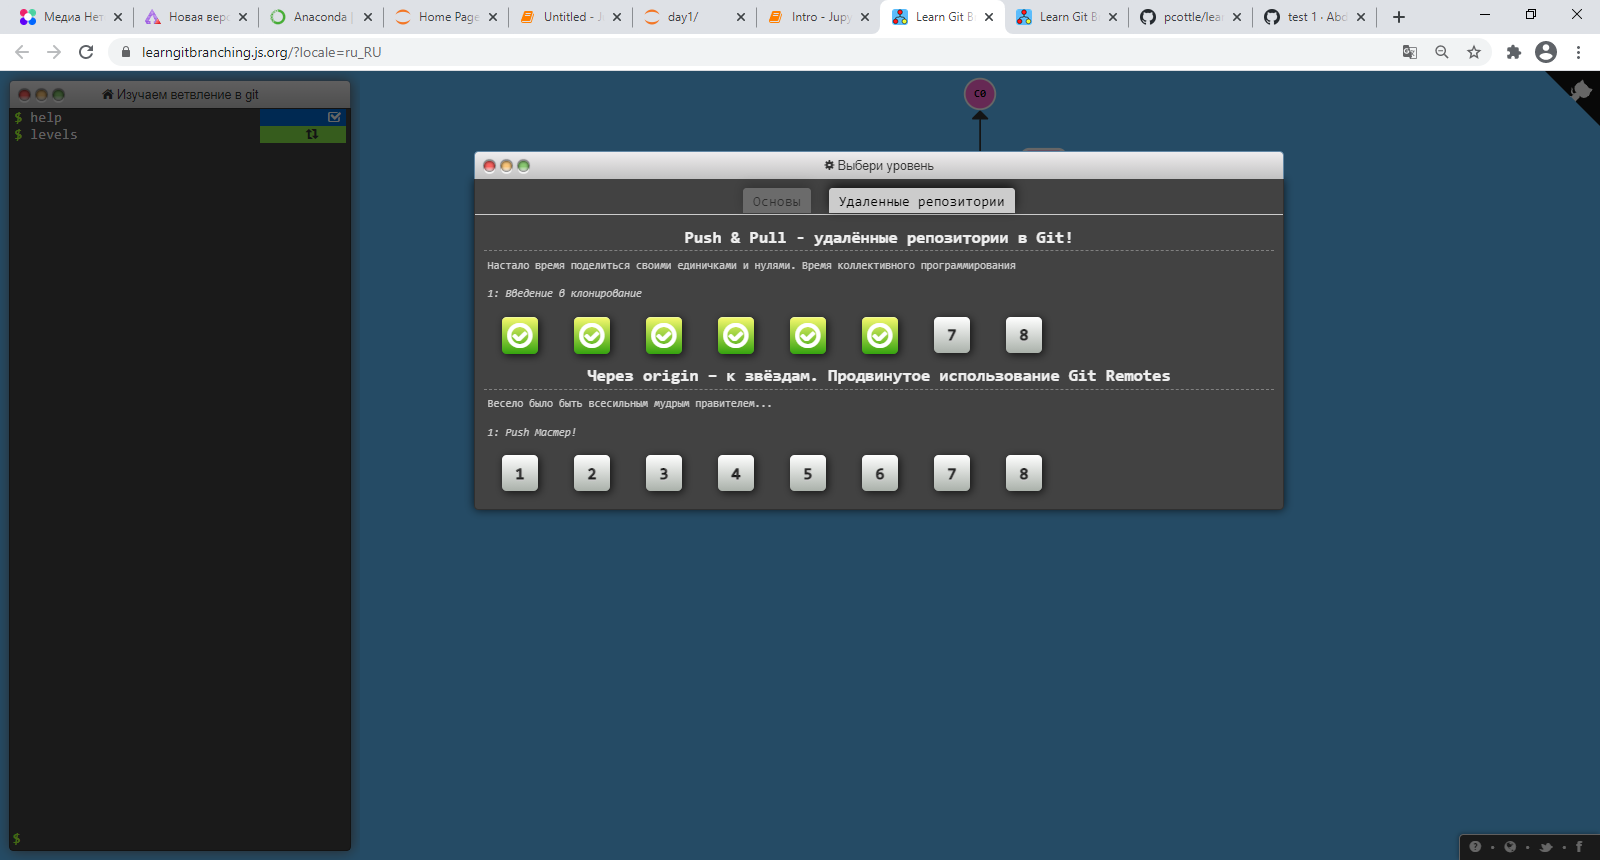 Медиа Нет
Новая верс
Anaconda |
Home Page
Untitled - J
day1/
Intro - Jupy
Learn Git B
Learn Git B
pcottle/lea
test 1 · Abd
learngitbranching.js.org/?locale=ru_RU
Изучаем ветвление в git
$ help
$ levels
$
C0
Выбери уровень
Основы
Удаленные репозитории
Push & Pull - удалённые репозитории в Git!
Настало время поделиться своими единичками и нулями. Время коллективного программирования
1: Введение в клонирование
7 8
Через origin – к звёздам. Продвинутое использование Git Remotes
Весело было быть всесильным мудрым правителем...
1: Push Мастер!
1 2 3 4 5 6 7 8